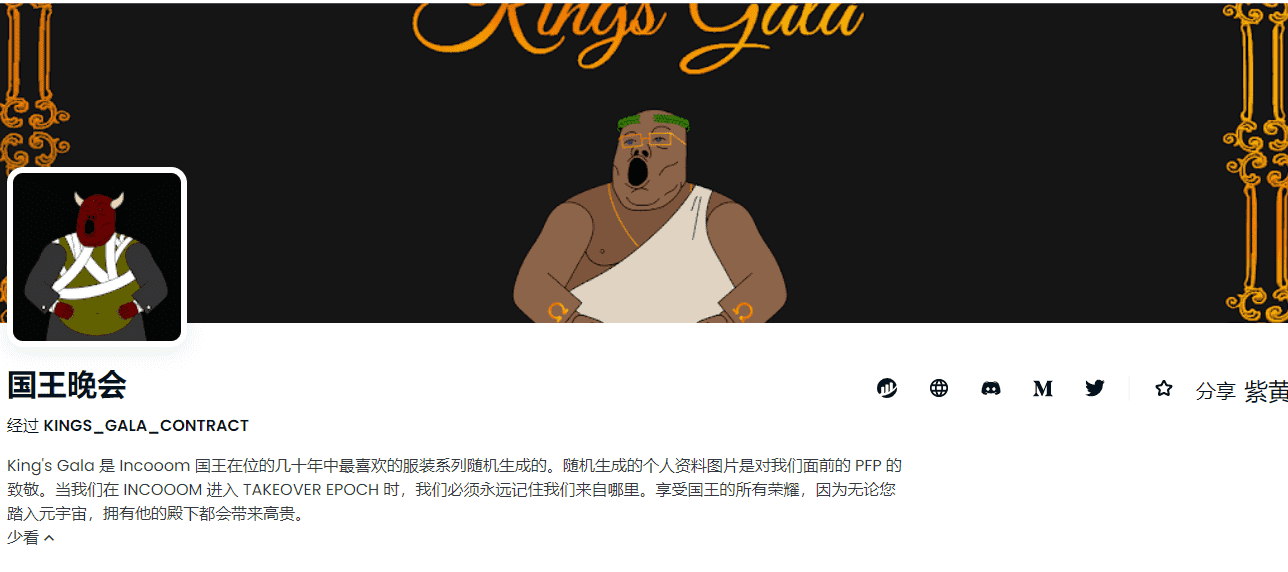 Kings Gala
国王晚会
分享
经过 KINGS_GALA_CONTRACT
King's Gala 是 Incooom 国王在位的几十年中最喜欢的服装系列随机生成的。随机生成的个人资料图片是对我们面前的 PFP 的
致敬。当我们在 INCOOOM 进入 TAKEOVER EPOCH 时，我们必须永远记住我们来自哪里。享受国王的所有荣耀，因为无论您
踏入元宇宙，拥有他的殿下都会带来高贵。
少看